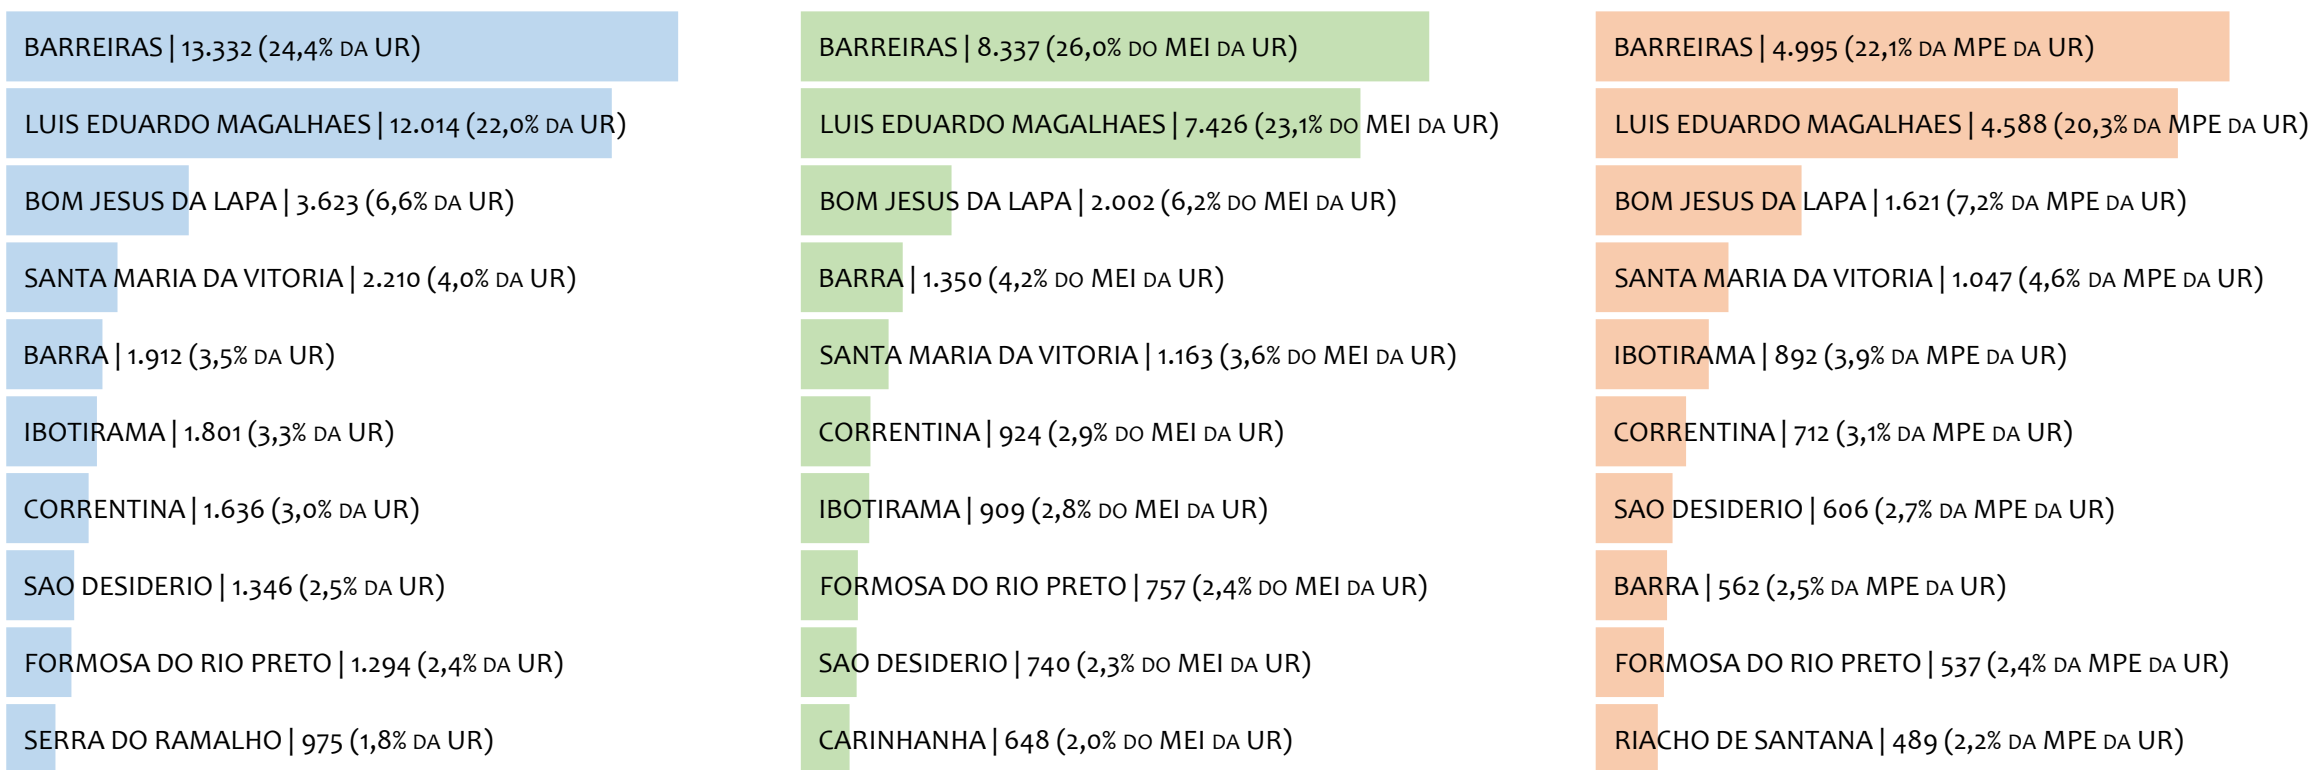 BARREIRAS | 13.332 (24,4% DA UR)
LUIS EDUARDO MAGALHAES | 12.014 (22,0% DA UR)
BOM JESUS DA LAPA | 3.623 (6,6% DA UR)
SANTA MARIA DA VITORIA | 2.210 (4,0% DA UR)
BARRA | 1.912 (3,5% DA UR)
IBOTIRAMA | 1.801 (3,3% DA UR)
CORRENTINA | 1.636 (3,0% DA UR)
SAO DESIDERIO | 1.346 (2,5% DA UR)
FORMOSA DO RIO PRETO | 1.294 (2,4% DA UR)
SERRA DO RAMALHO | 975 (1,8% DA UR)
BARREIRAS | 8.337 (26,0% DO MEI DA UR)
LUIS EDUARDO MAGALHAES | 7.426 (23,1% DO MEI DA UR)
BOM JESUS DA LAPA | 2.002 (6,2% DO MEI DA UR)
BARRA | 1.350 (4,2% DO MEI DA UR)
SANTA MARIA DA VITORIA | 1.163 (3,6% DO MEI DA UR)
CORRENTINA | 924 (2,9% DO MEI DA UR)
IBOTIRAMA | 909 (2,8% DO MEI DA UR)
FORMOSA DO RIO PRETO | 757 (2,4% DO MEI DA UR)
SAO DESIDERIO | 740 (2,3% DO MEI DA UR)
CARINHANHA | 648 (2,0% DO MEI DA UR)
BARREIRAS | 4.995 (22,1% DA MPE DA UR)
LUIS EDUARDO MAGALHAES | 4.588 (20,3% DA MPE DA UR)
BOM JESUS DA LAPA | 1.621 (7,2% DA MPE DA UR)
SANTA MARIA DA VITORIA | 1.047 (4,6% DA MPE DA UR)
IBOTIRAMA | 892 (3,9% DA MPE DA UR)
CORRENTINA | 712 (3,1% DA MPE DA UR)
SAO DESIDERIO | 606 (2,7% DA MPE DA UR)
BARRA | 562 (2,5% DA MPE DA UR)
FORMOSA DO RIO PRETO | 537 (2,4% DA MPE DA UR)
RIACHO DE SANTANA | 489 (2,2% DA MPE DA UR)